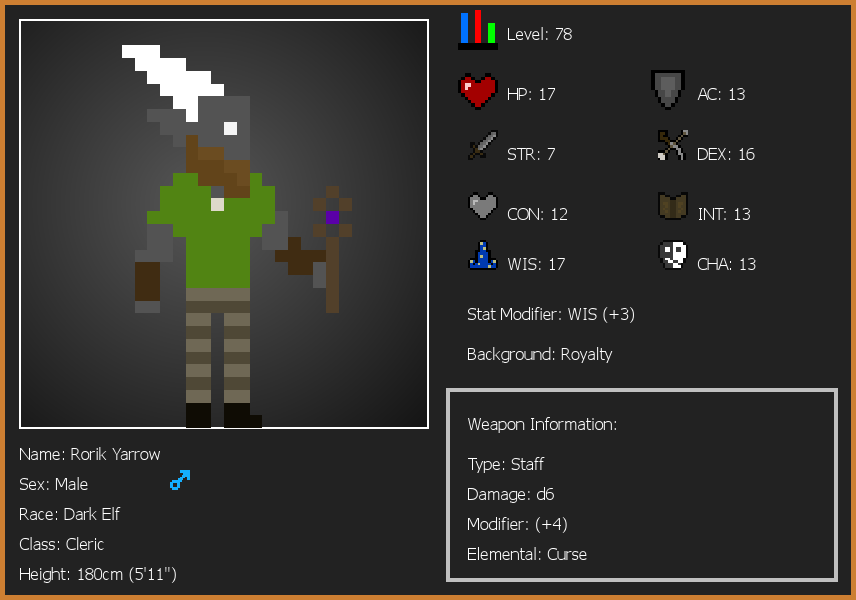 Level: 78
HP: 17
AC: 13
STR: 7
DEX: 16
CON: 12
INT: 13
WIS: 17
CHA: 13
Stat Modifier: WIS (+3)
Background: Royalty
Weapon Information:
Type: Staff
Damage: d6
Modifier: (+4)
Elemental: Curse
Name: Rorik Yarrow
Sex: Male
Race: Dark Elf
Class: Cleric
Height: 180cm (5'11")